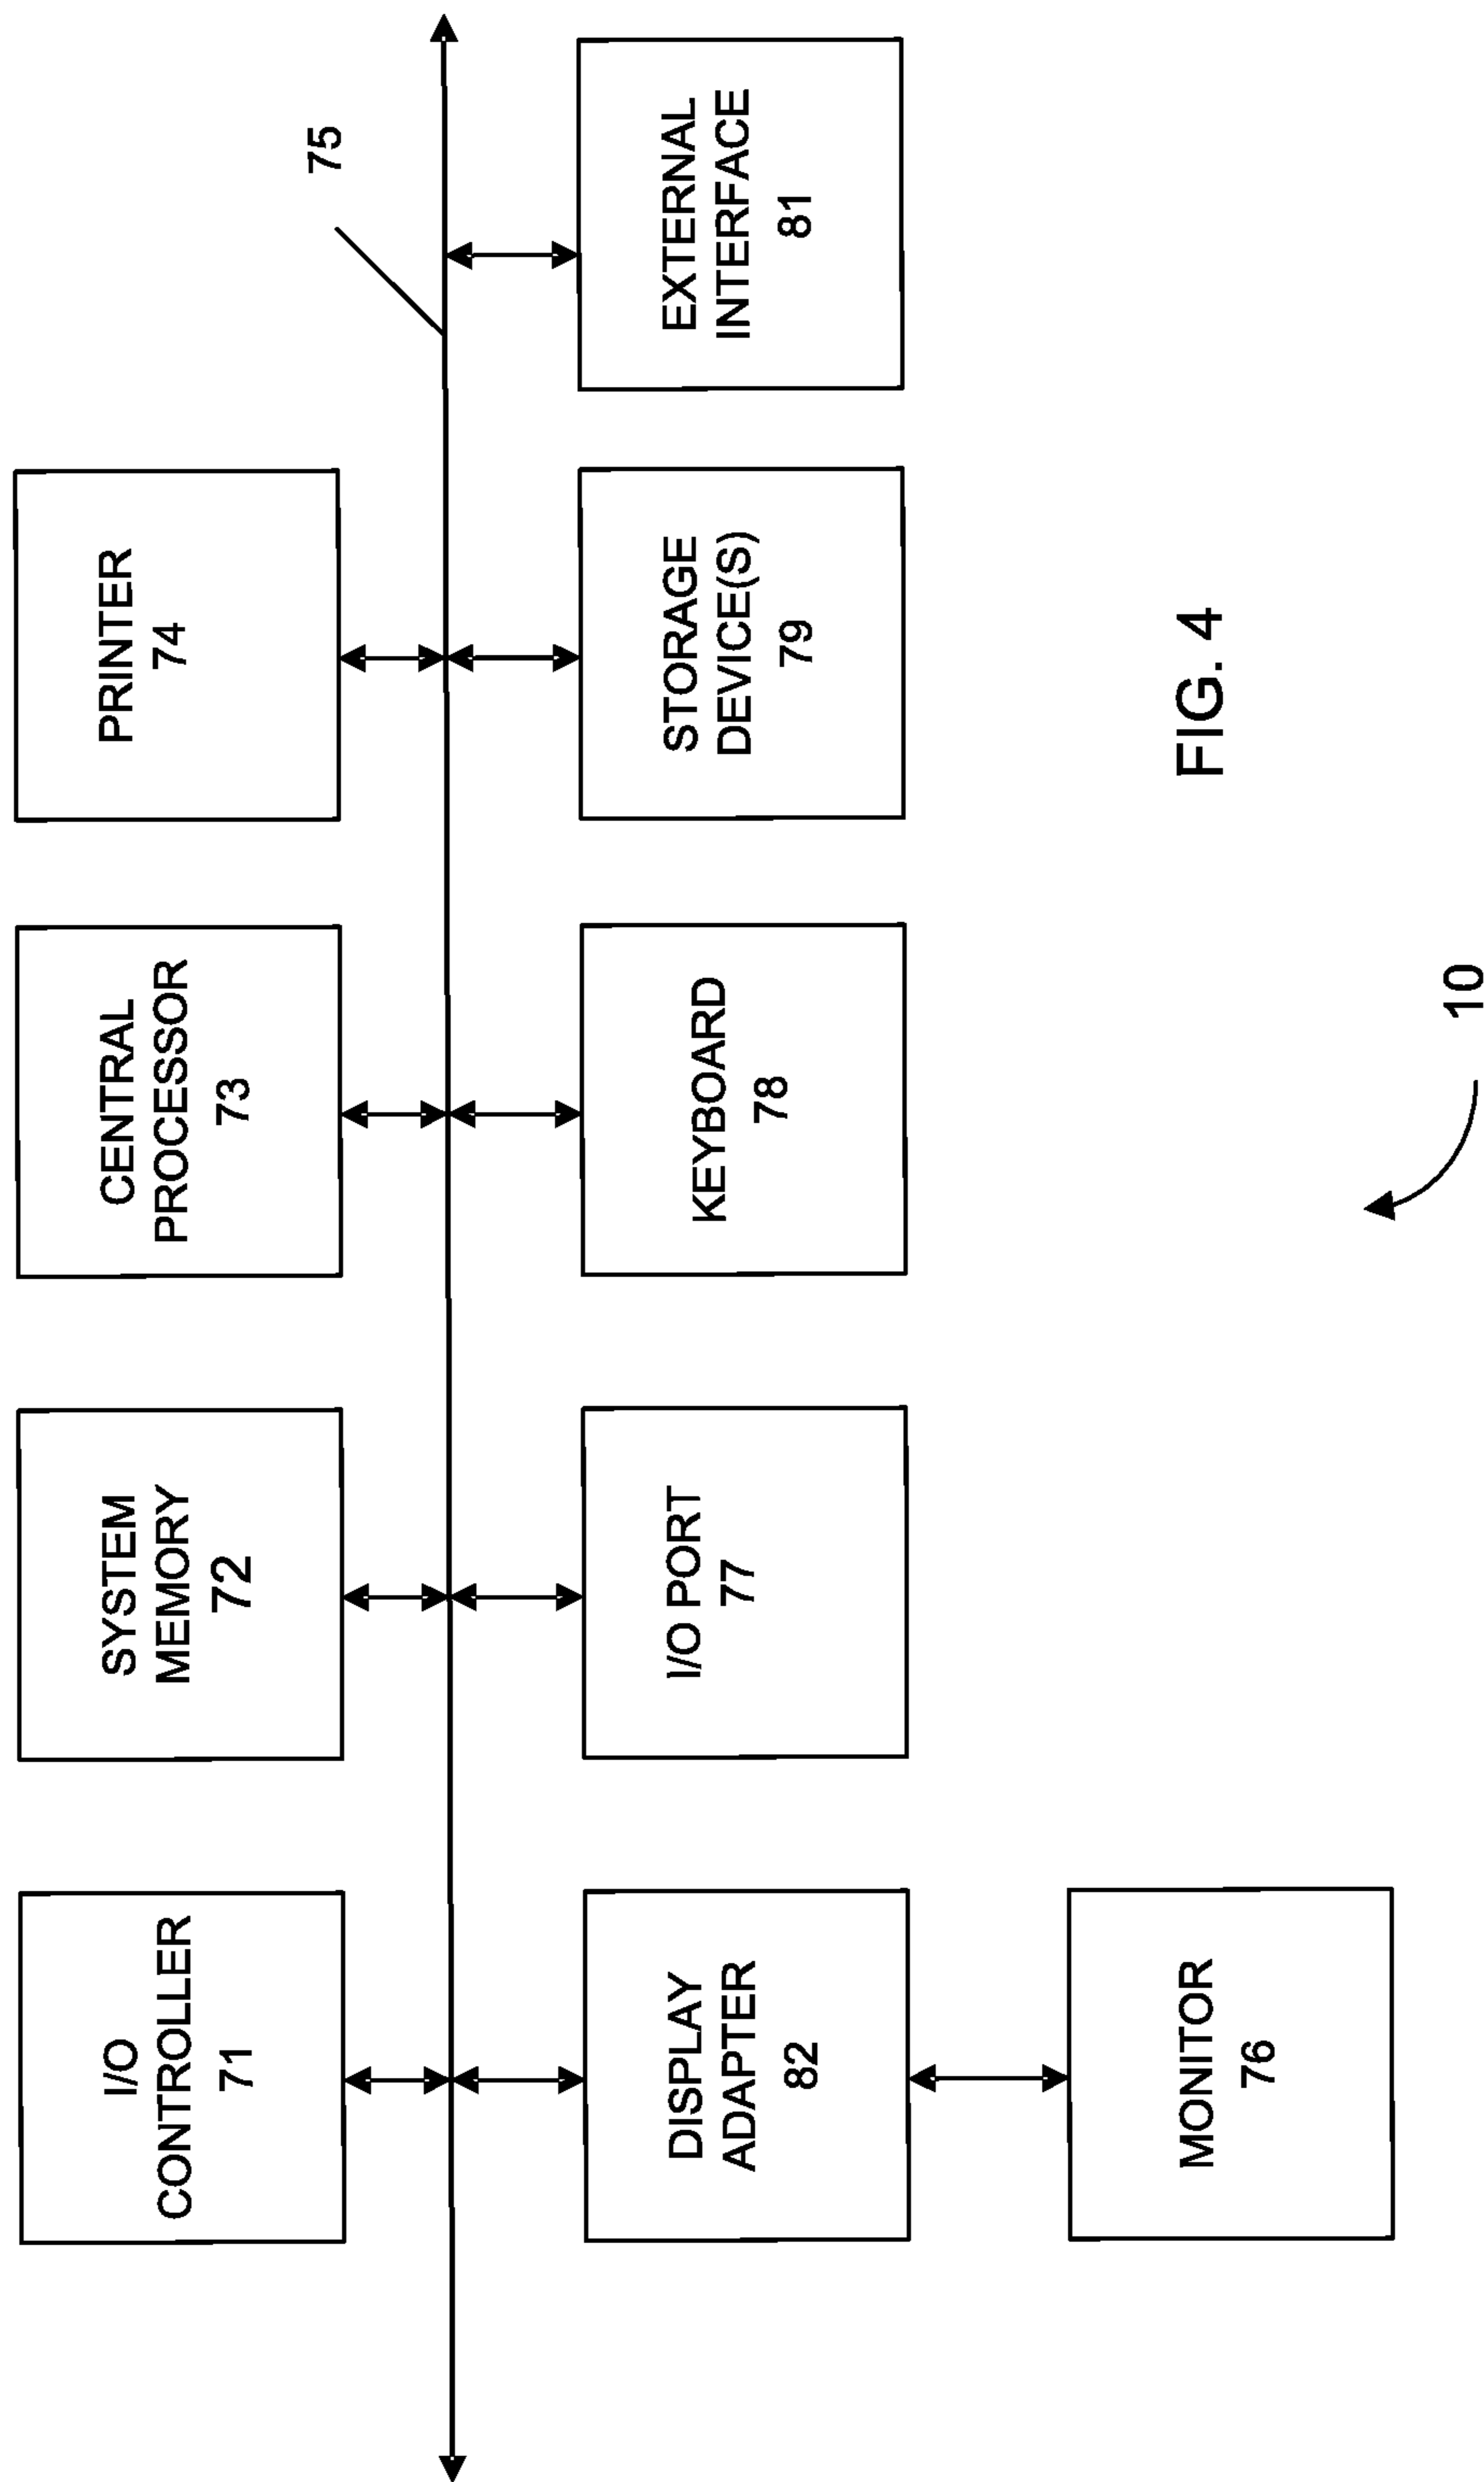 I/O
CONTROLLER
71
SYSTEM
MEMORY
72
CENTRAL
PROCESSOR
73
PRINTER
74
75
DISPLAY
ADAPTER
82
I/O PORT
77
KEYBOARD
78
STORAGE
DEVICE(S)
79
EXTERNAL
INTERFACE
81
MONITOR
76
FIG. 4
10